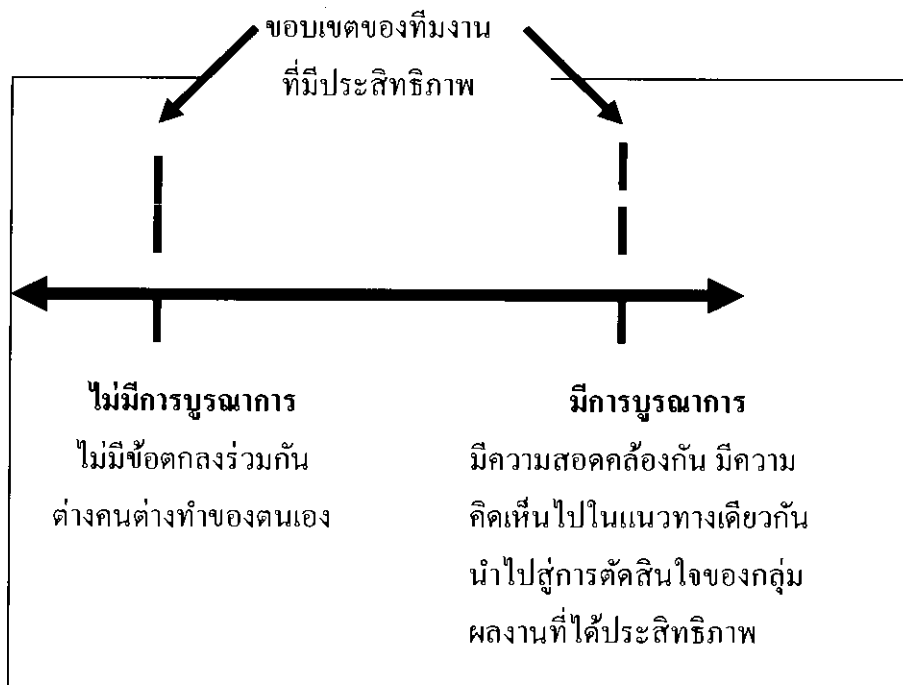 ขอบเขตของทีมงาน
ที่มีประสิทธิภาพ
ไม่มีการบูรณาการ
ไม่มีข้อตกลงร่วมกัน
ต่างคนต่างทำของตนเอง
มีการบูรณาการ
มีความสอดคล้องกัน มีความ
คิดเห็นไปในแนวทางเดียวกัน
นำไปสู่การตัดสินใจของกลุ่ม
ผลงานที่ได้ประสิทธิภาพ